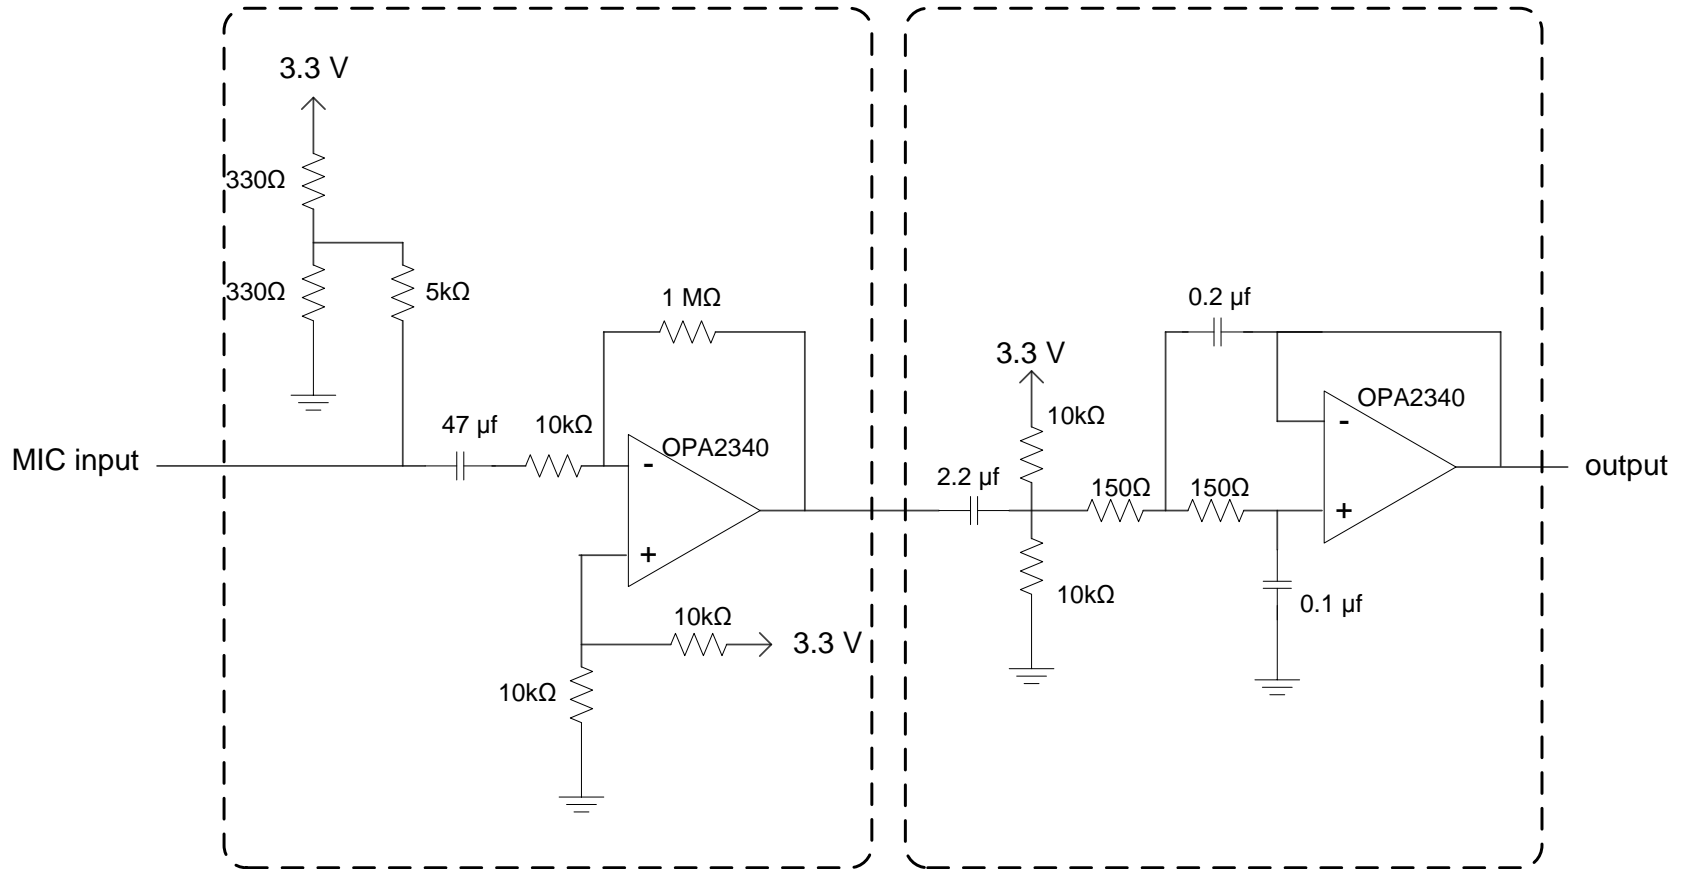 3.3 V
330Ω
330Ω
5kΩ
1 MΩ
47 µf
10kΩ
OPA2340
-
+
MIC input
10kΩ
3.3 V
10kΩ
0.2 µf
3.3 V
10kΩ
OPA2340
-
+
2.2 µf
150Ω
150Ω
output
10kΩ
0.1 µf